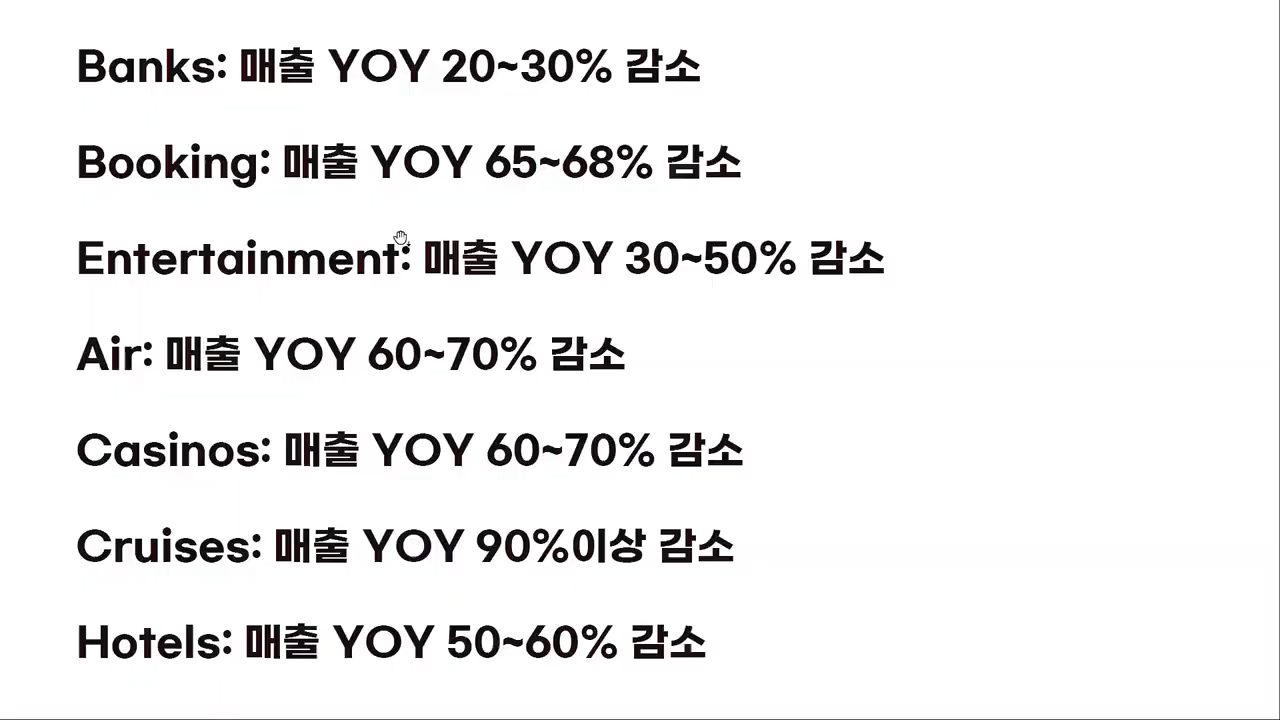 Banks: 매출 YOY 20~30% 감소
Booking: 매출 YOY 65~68% 감소
Entertainment: 매출 YOY 30~50% 감소
Air: 매출 YOY 60~70% 감소
Casinos: 매출 YOY 60~70% 감소
Cruises: 매출 YOY 90%이상 감소
Hotels: 매출 YOY 50~60% 감소